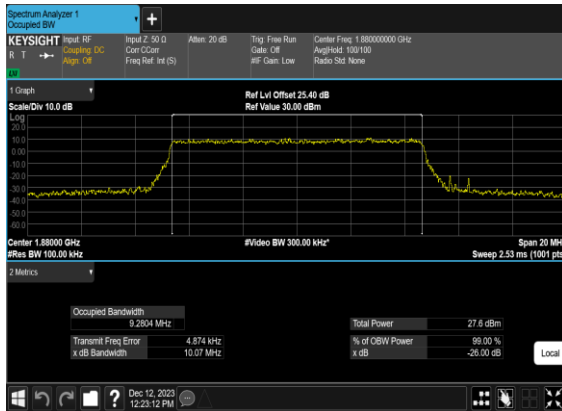 Spectrum Analyzer 1
Occupied BW
+
KEYSIGHT Input: RF Input Z: 50 Ω Atten: 20 dB Trig: Free Run Center Freq: 1.880000000 GHz
R T Coupling: DC Corr CCorr Gate: Off Avg|Hold: 100/100
Align: Off Freq Ref: Int (S) #IF Gain: Low Radio Std: None
1 Graph
Ref Lvl Offset 25.40 dB
Scale/Div 10.0 dB Ref Value 30.00 dBm
Log
20.0
10.0
0.00
-10.0
-20.0
-30.0
-40.0
-50.0
-60.0
Center 1.88000 GHz #Video BW 300.00 kHz* Span 20 MH
#Res BW 100.00 kHz Sweep 2.53 ms (1001 pts
2 Metrics
Occupied Bandwidth
9.2804 MHz Total Power 27.6 dBm
Transmit Freq Error 4.874 kHz % of OBW Power 99.00 %
x dB Bandwidth 10.07 MHz x dB -26.00 dB
Local
? Dec 12, 2023
12:23:12 PM